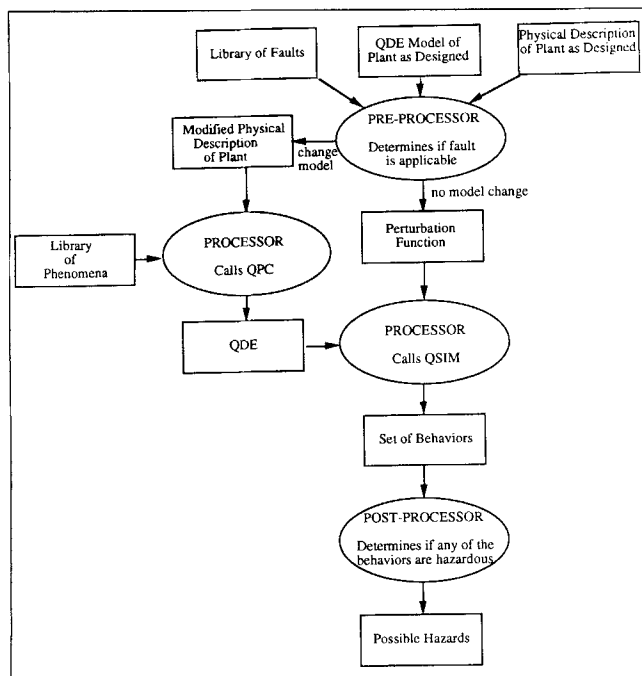 Library of Faults
QDE Model of
Plant as Designed
Physical Description
of Plant as Designed
PRE-PROCESSOR
Determines if fault
is applicable
Modified Physical
Description
of Plant
change
model
no model change
Library
of
Phenomena
PROCESSOR
Calls QPC
Perturbation
Function
QDE
PROCESSOR
Calls QSIM
Set of Behaviors
POST-PROCESSOR
Determines if any of the
behaviors are hazardous
Possible Hazards